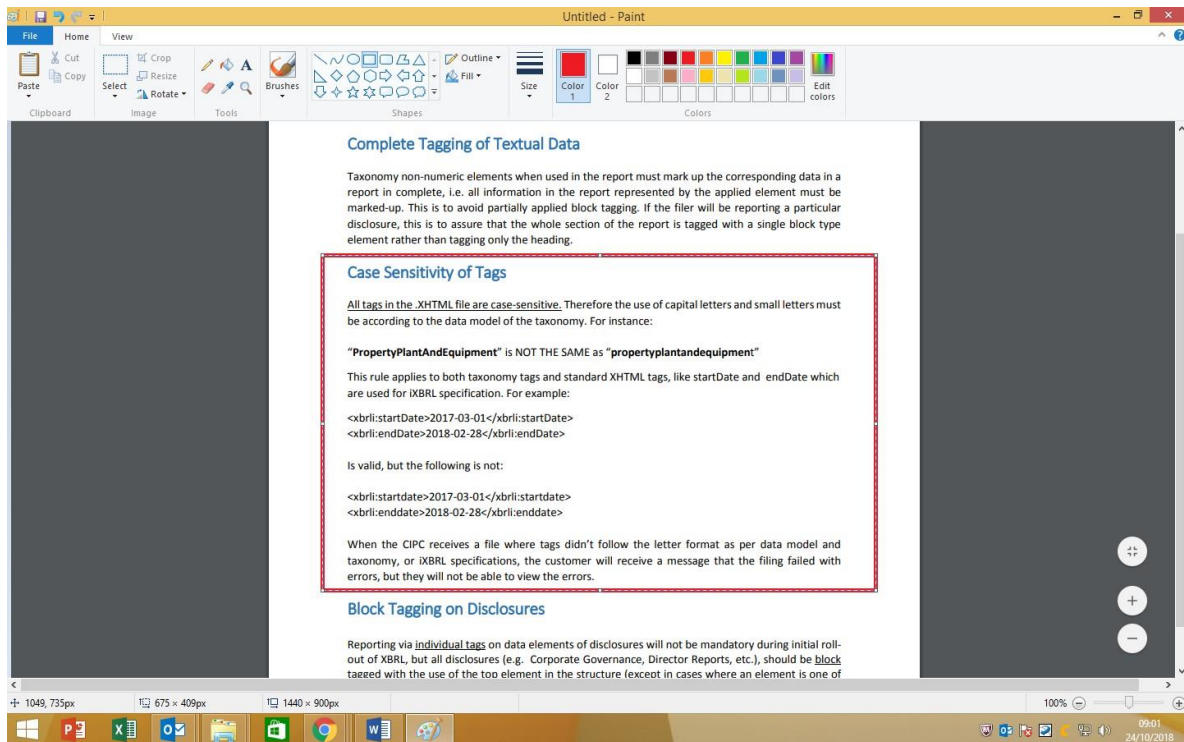 Untitled - Paint
File Home View
Cut
Copy
Paste
Crop
Resize
Rotate
Select
A
Brushes
Outline
Fill
Size
Color 1
Color 2
Edit colors
Clipboard Image Tools Shapes Colors
Complete Tagging of Textual Data
Taxonomy non-numeric elements when used in the report must mark up the corresponding data in a
report in complete, i.e. all information in the report represented by the applied element must be
marked-up. This is to avoid partially applied block tagging. If the filer will be reporting a particular
disclosure, this is to assure that the whole section of the report is tagged with a single block type
element rather than tagging only the heading.
Case Sensitivity of Tags
All tags in the .XHTML file are case-sensitive. Therefore the use of capital letters and small letters must
be according to the data model of the taxonomy. For instance:
“PropertyPlantAndEquipment” is NOT THE SAME as “propertyplantandequipment”
This rule applies to both taxonomy tags and standard XHTML tags, like startDate and endDate which
are used for iXBRL specification. For example:
<xbrli:startDate>2017-03-01</xbrli:startDate>
<xbrli:endDate>2018-02-28</xbrli:endDate>
Is valid, but the following is not:
<xbrli:startdate>2017-03-01</xbrli:startdate>
<xbrli:enddate>2018-02-28</xbrli:enddate>
When the CIPC receives a file where tags didn’t follow the letter format as per data model and
taxonomy, or iXBRL specifications, the customer will receive a message that the filing failed with
errors, but they will not be able to view the errors.
Block Tagging on Disclosures
Reporting via individual tags on data elements of disclosures will not be mandatory during initial roll-
out of XBRL, but all disclosures (e.g. Corporate Governance, Director Reports, etc.), should be block
tagged with the use of the top element in the structure (except in cases where an element is one of
1049, 735px 675 × 409px 1440 × 900px 100%
09:01
24/10/2018